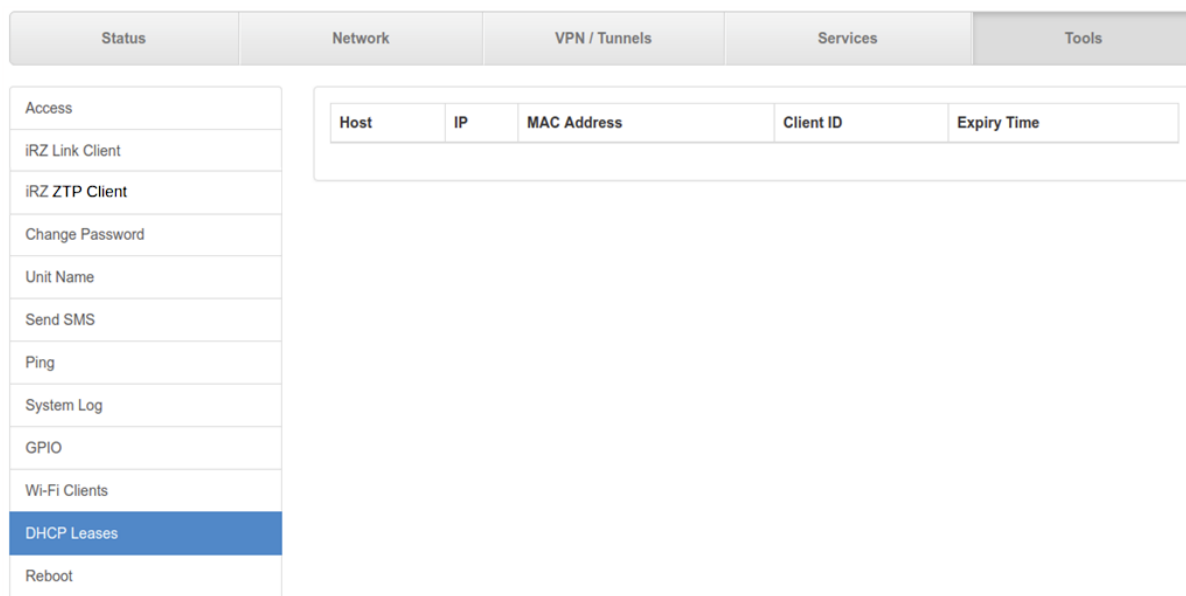 Status Network VPN / Tunnels Services Tools
Access
iRZ Link Client
iRZ ZTP Client
Change Password
Unit Name
Send SMS
Ping
System Log
GPIO
Wi-Fi Clients
DHCP Leases
Reboot
Host IP MAC Address Client ID Expiry Time